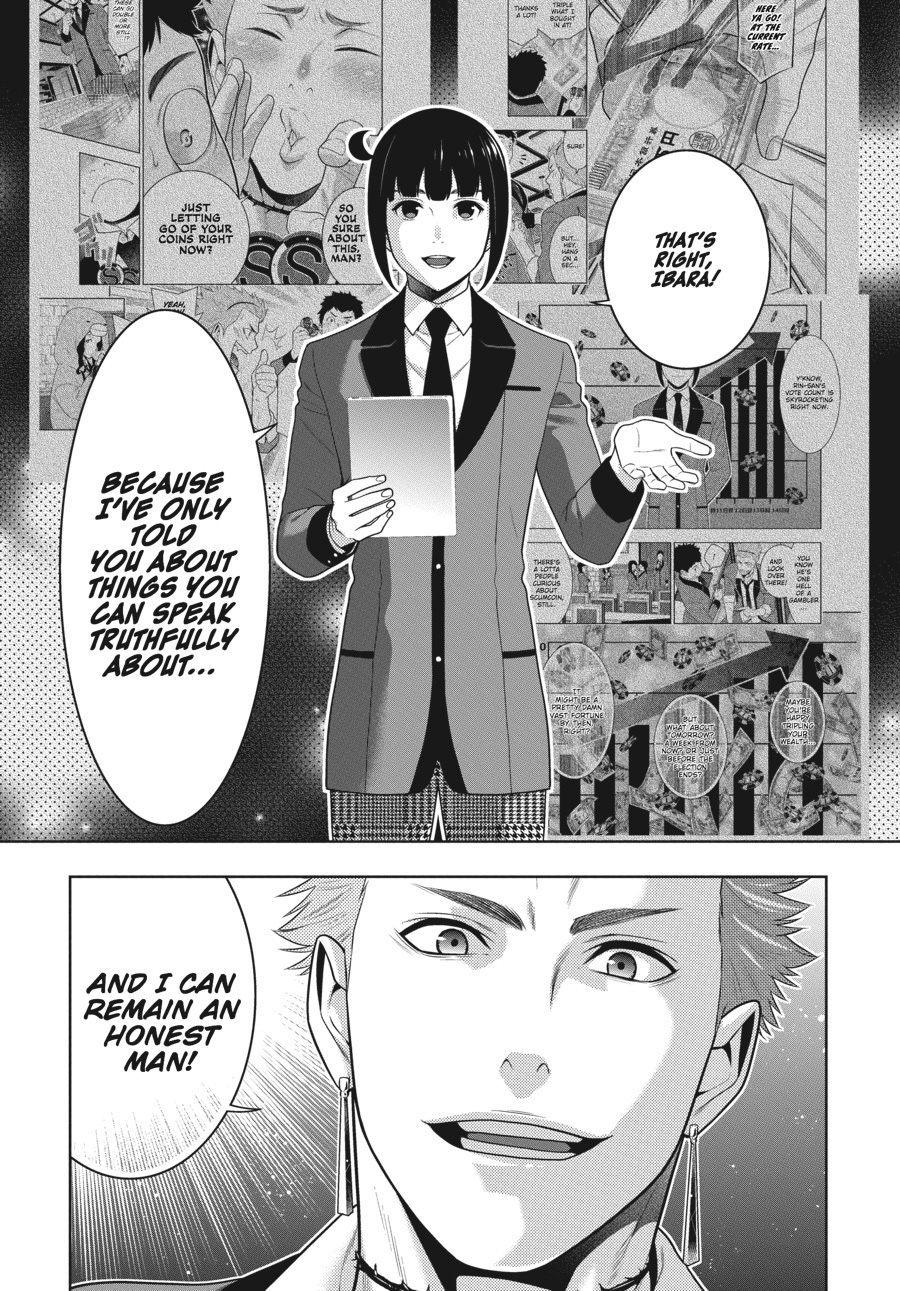 HERE
YA GO!
AT THE
CURRENT
RATE...
TRIPLE
WHAT I
BOUGHT
IN AT!
THANKS
A LOT!
THESE
CAN GO
DOUBLE
OR
MORE,
STILL...
SURE!
BUT...
HEY,
HANG
ON A
SEC...
SO
YOU
SURE
ABOUT
THIS,
MAN?
JUST
LETTING
GO OF YOUR
COINS RIGHT
NOW?
THAT'S
RIGHT,
IBARA!
YEAH,
Y'KNOW,
RIN-SAN'S
VOTE COUNT IS
SKYROCKETING
RIGHT NOW.
YOU
KNOW
HE'S
ONE
HELL
OF A
GAMBLER.
AND
LOOK
OVER
THERE!
THERE'S
A LOTTA
PEOPLE
CURIOUS
ABOUT
SCUMCOIN,
STILL.
MAYBE
YOU'RE
HAPPY
TRIPLING
YOUR
WEALTH...
BUT
WHAT ABOUT
TOMORROW?
A WEEK FROM
NOW? OR JUST
BEFORE THE
ELECTION
ENDS?
IT
MIGHT BE A
PRETTY DAMN
VAST FORTUNE
BY THEN,
RIGHT?
BECAUSE
I'VE ONLY
TOLD
YOU ABOUT
THINGS YOU
CAN SPEAK
TRUTHFULLY
ABOUT...
AND I CAN
REMAIN AN
HONEST
MAN!